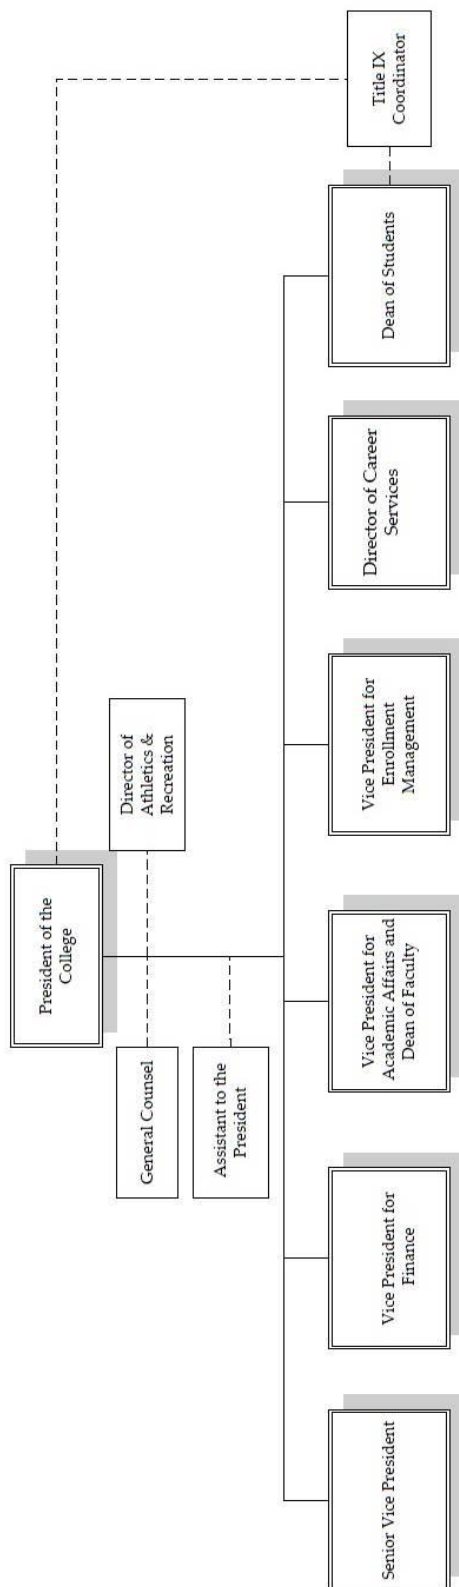 President of the
College
General Counsel
Director of
Athletics &
Recreation
Assistant to the
President
Senior Vice President
Vice President for
Finance
Vice President for
Academic Affairs and
Dean of Faculty
Vice President for
Enrollment
Management
Director of Career
Services
Dean of Students
Title IX
Coordinator